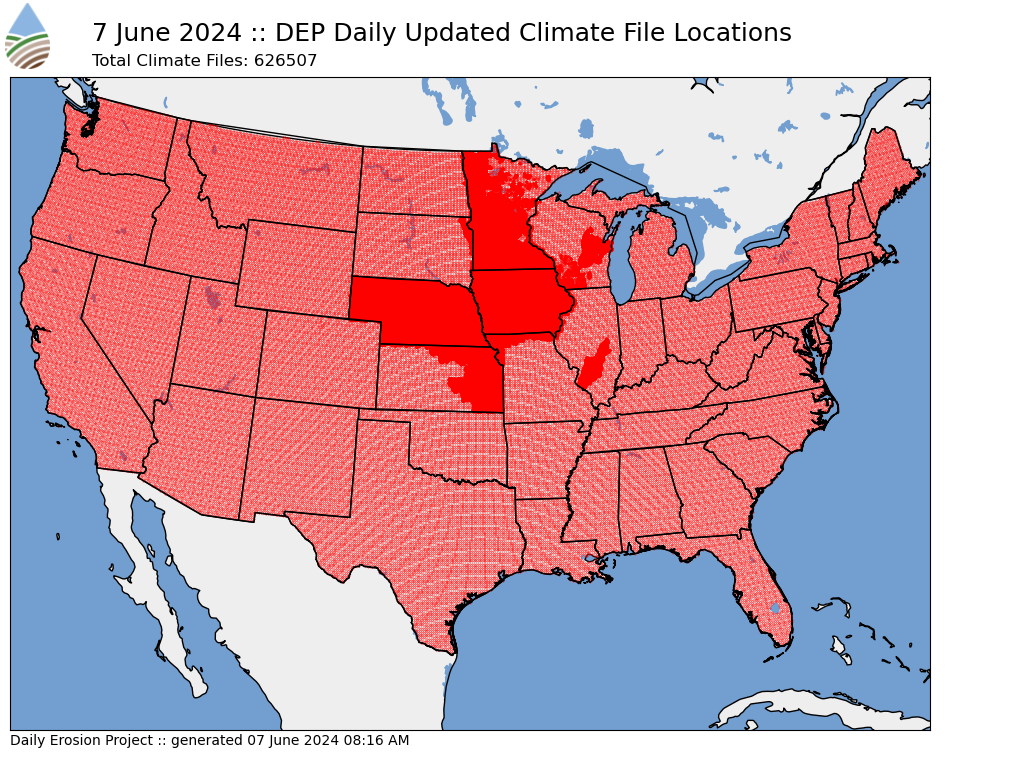 7 June 2024 :: DEP Daily Updated Climate File Locations
Total Climate Files: 626507
Daily Erosion Project :: generated 07 June 2024 08:16 AM